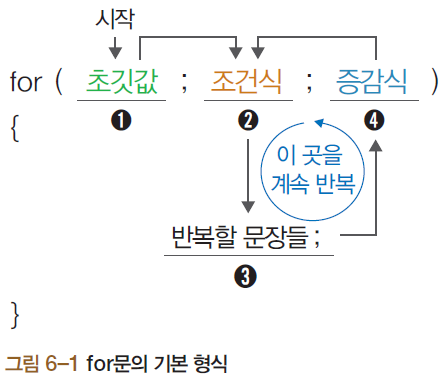 시작
for ( 초깃값 ; 조건식 ; 증감식 )
❶ ❷ ❹
{
이 곳을
계속 반복
반복할 문장들 ;
❸
}
그림 6-1 for문의 기본 형식